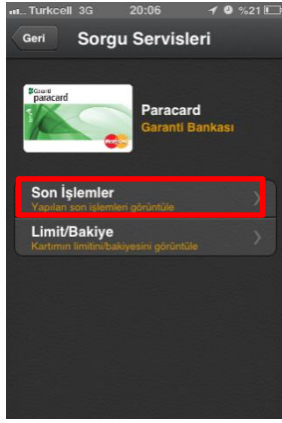 Turkcell 3G 20:06 %21
Geri Sorgu Servisleri
Garanti
paracard
Paracard
Garanti Bankası
Son İşlemler
Yapılan son işlemleri görüntüle
Limit/Bakiye
Kartımın limitini/bakiyesini görüntüle